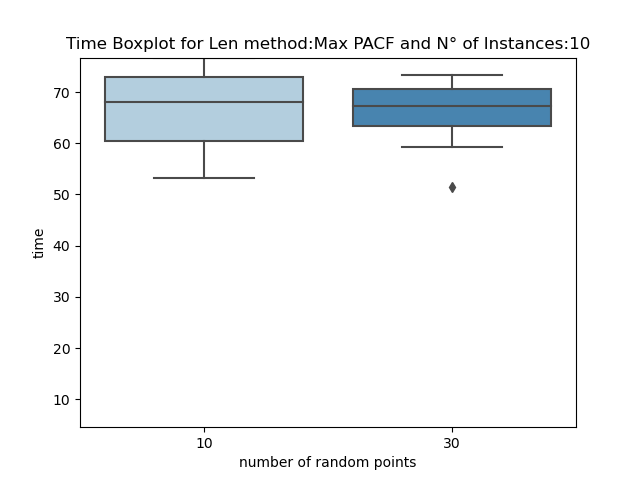 Time Boxplot for Len method:Max PACF and N° of Instances:10
70
60
50
40
30
20
10
time
10 30
number of random points